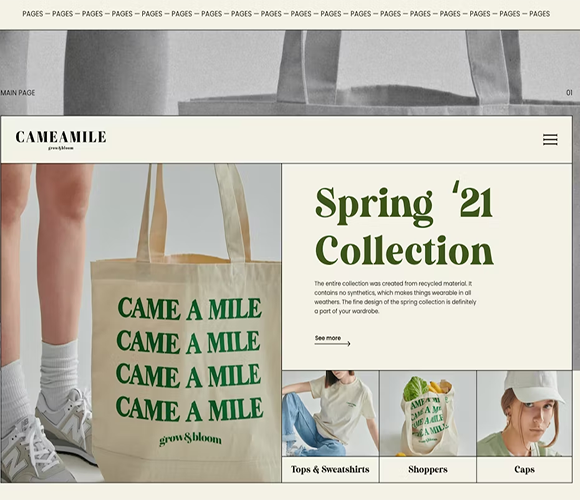 PAGES — PAGES — PAGES — PAGES — PAGES — PAGES — PAGES — PAGES — PAGES — PAGES — PAGES — PAGES — PAGES — PAGES — PAGES — PAGES — PAGES — PAGES
MAIN PAGE
01
CAMEAMILE
grow&bloom
CAME A MILE
CAME A MILE
CAME A MILE
CAME A MILE
grow&bloom
Spring ‘21
Collection
The entire collection was created from recycled material. It
contains no synthetics, which makes things wearable in all
weathers. The fine design of the spring collection is definitely
a part of your wardrobe.
See more
Tops & Sweatshirts
Shoppers
Caps